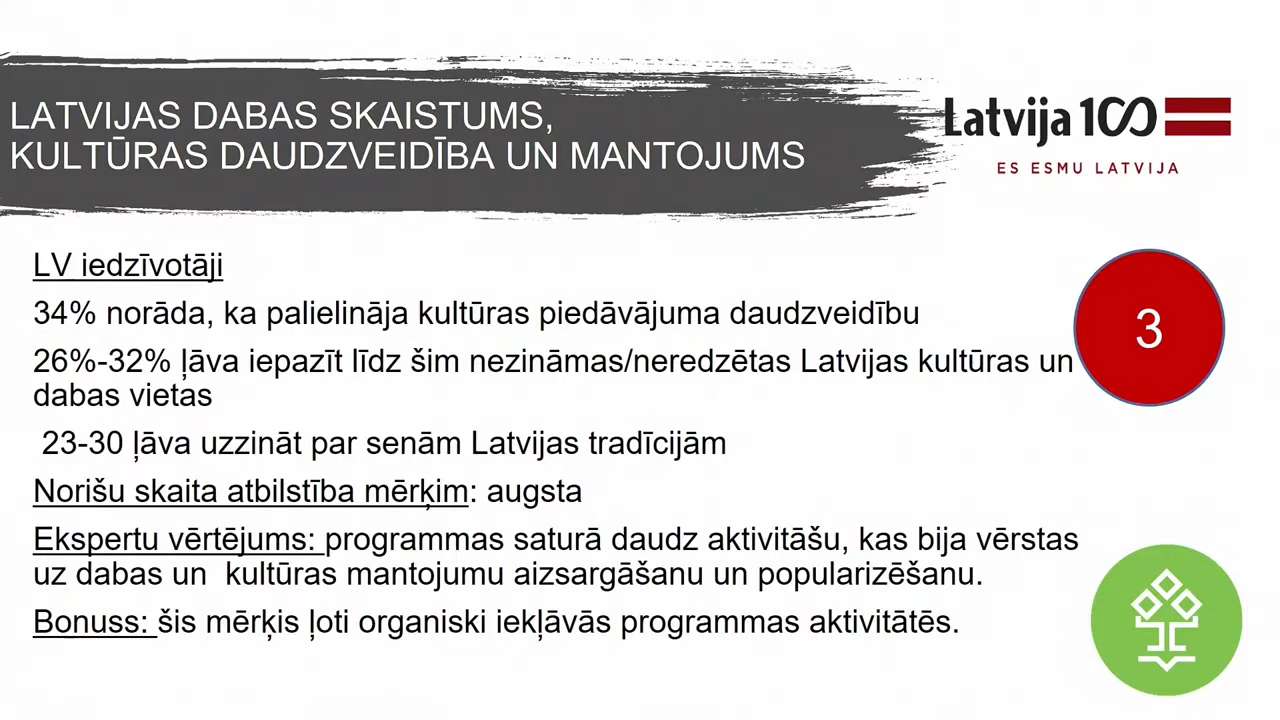 LATVIJAS DABAS SKAISTUMS,
KULTŪRAS DAUDZVEIDĪBA UN MANTOJUMS
Latvija 100
ES ESMU LATVIJA
LV iedzīvotāji
34% norāda, ka palielināja kultūras piedāvājuma daudzveidību
26%-32% ļāva iepazīt līdz šim nezināmas/neredzētas Latvijas kultūras un
dabas vietas
3
23-30 ļāva uzzināt par senām Latvijas tradīcijām
Norišu skaita atbilstība mērķim: augsta
Ekspertu vērtējums: programmas saturā daudz aktivitāšu, kas bija vērstas
uz dabas un  kultūras mantojumu aizsargāšanu un popularizēšanu.
Bonuss: šis mērķis ļoti organiski iekļāvās programmas aktivitātēs.